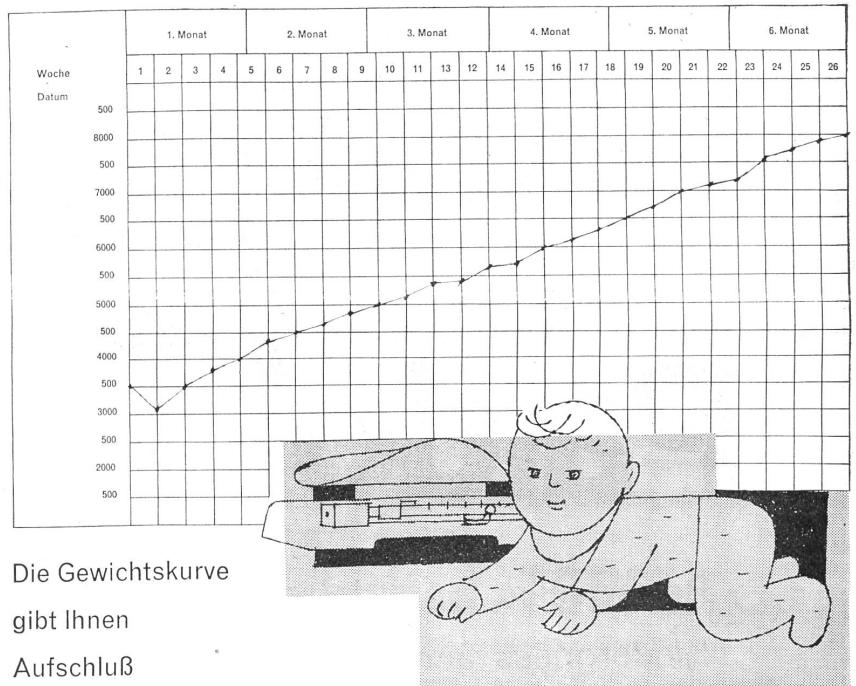 1. Monat 2. Monat 3. Monat 4. Monat 5. Monat 6. Monat
Woche 1 2 3 4 5 6 7 8 9 10 11 13 12 14 15 16 17 18 19 20 21 22 23 24 25 26
Datum
500
8000
500
7000
500
6000
500
5000
500
4000
500
3000
500
2000
500
Die Gewichtskurve
gibt Ihnen
Aufschluß